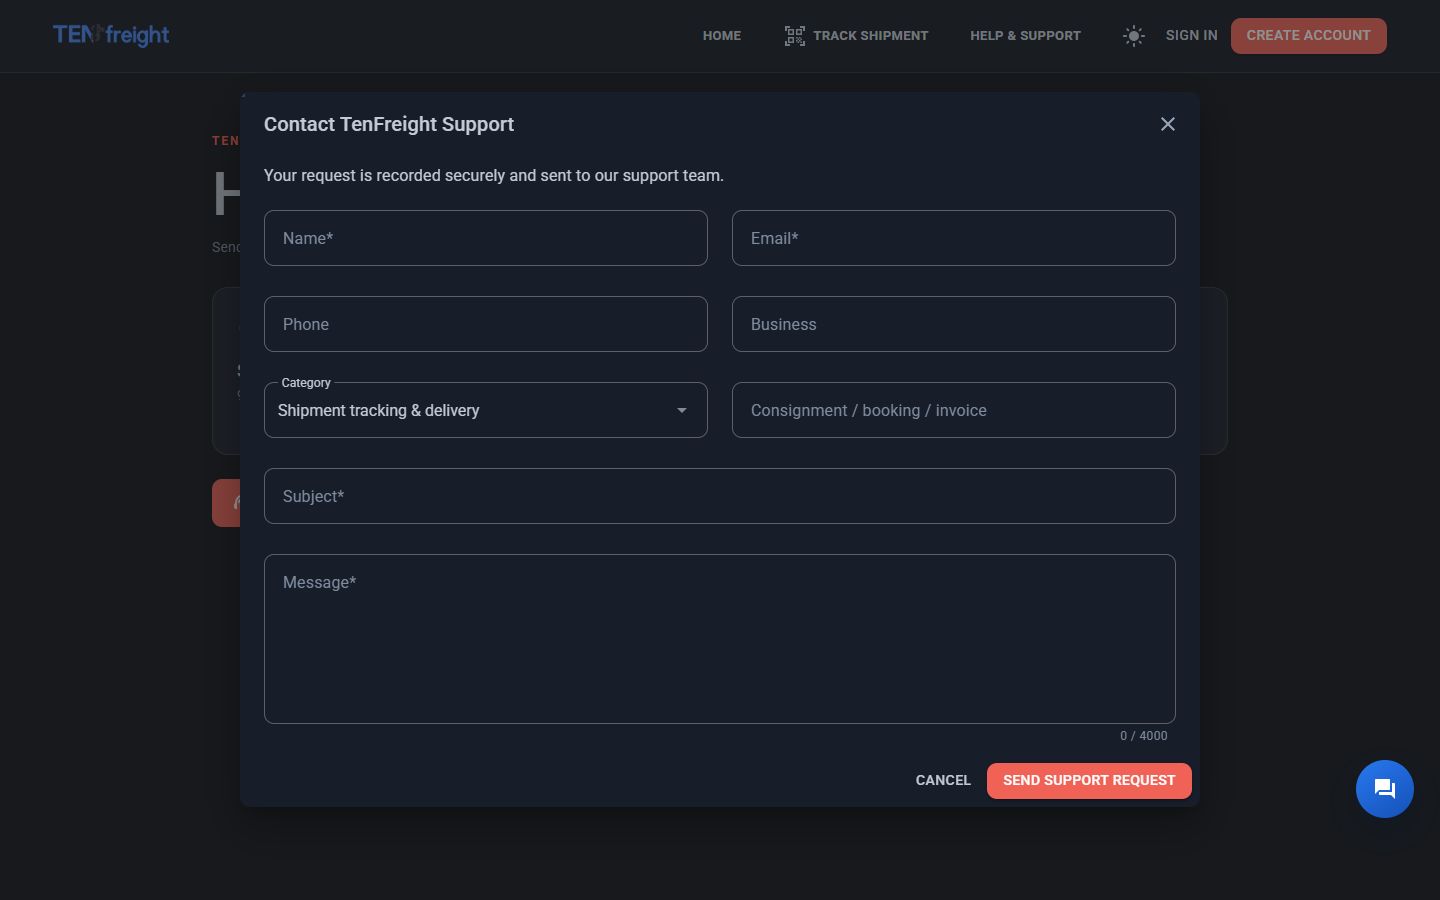 TENfreight
HOME
TRACK SHIPMENT
HELP & SUPPORT
SIGN IN
CREATE ACCOUNT
TEN
Contact TenFreight Support
H
Your request is recorded securely and sent to our support team.
Name*
Email*
Send
Phone
Business
Category
Shipment tracking & delivery
Consignment / booking / invoice
Subject*
Message*
0 / 4000
CANCEL
SEND SUPPORT REQUEST